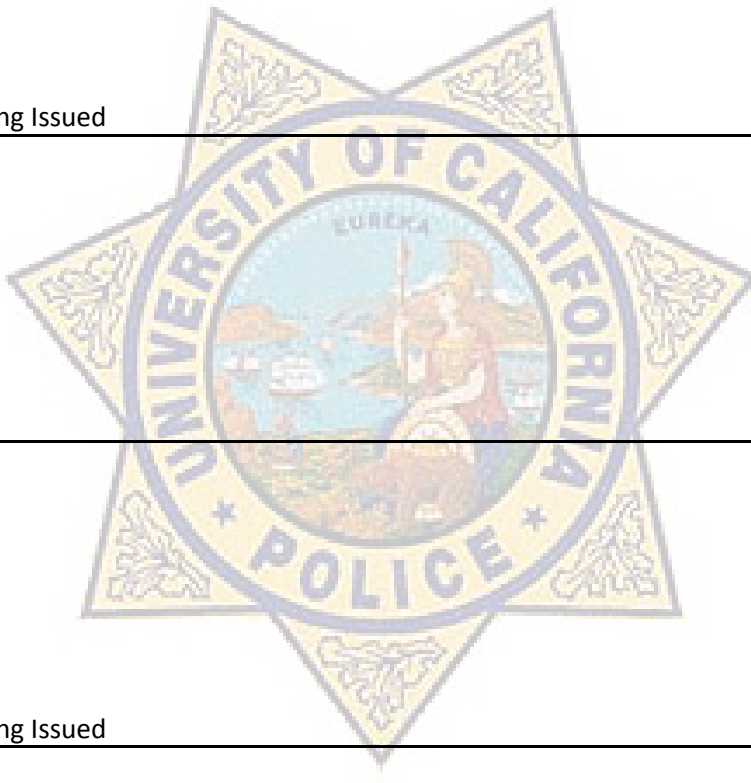 ng Issued
UNIVERSITY OF CALIFORNIA
EUREKA
★ POLICE ★
ng Issued